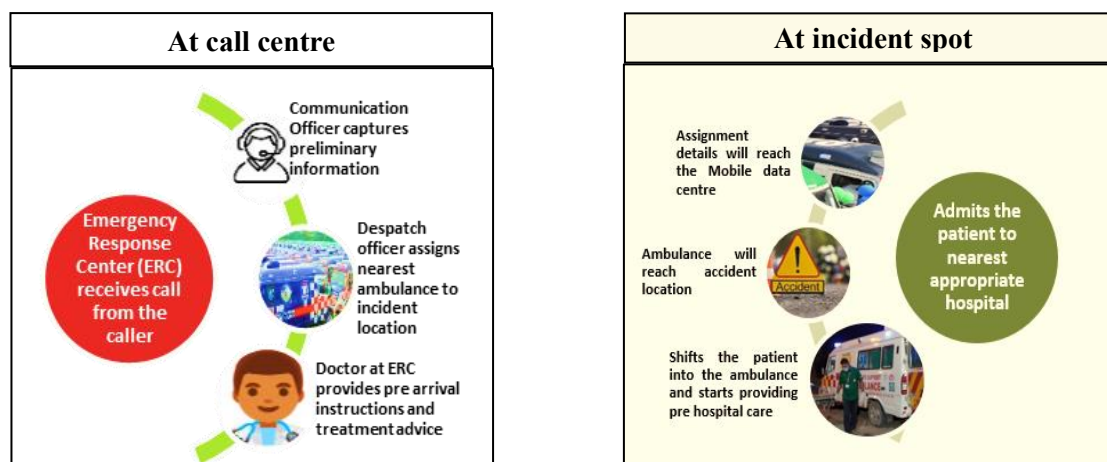 At call centre
Communication
Officer captures
preliminary
information
Emergency
Response
Center (ERC)
receives call
from the
caller
Despatch
officer assigns
nearest
ambulance to
incident
location
Doctor at ERC
provides pre arrival
instructions and
treatment advice
At incident spot
Assignment
details will reach
the Mobile data
centre
Ambulance will
reach accident
location
Accident
Shifts the patient
into the ambulance
and starts providing
pre hospital care
Admits the
patient to
nearest
appropriate
hospital